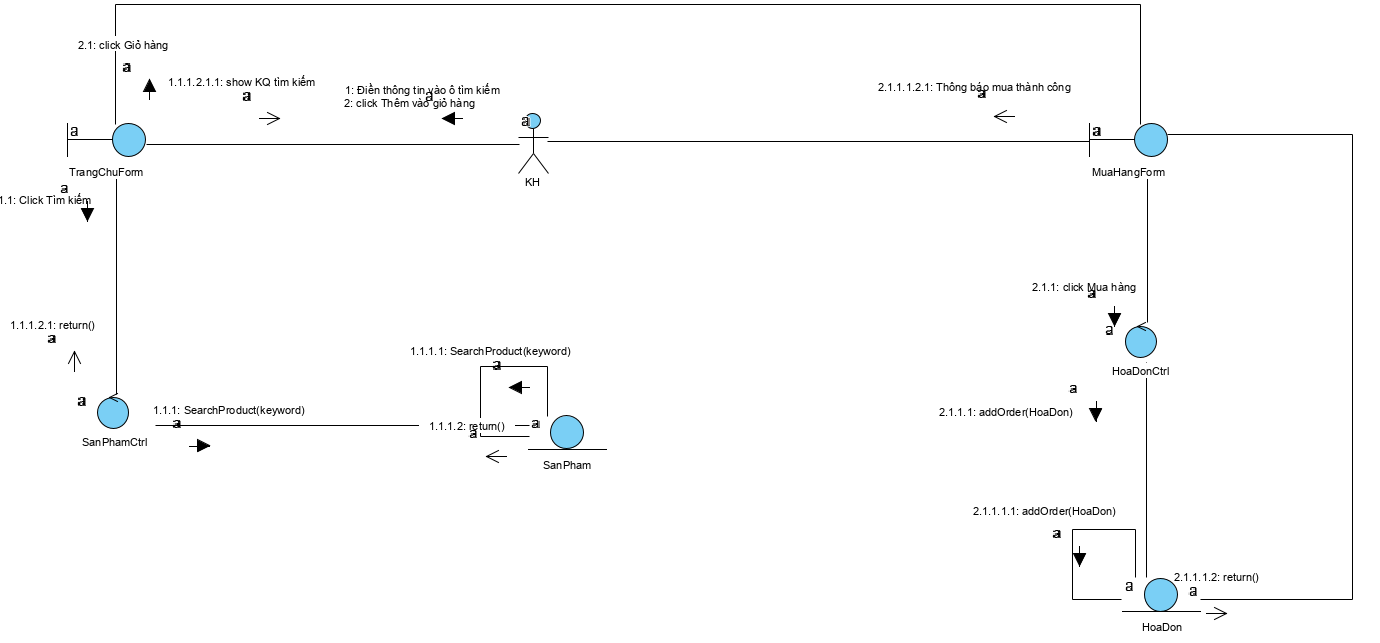 2.1: click Giỏ hàng
a
1.1.1.2.1.1: show KQ tìm kiếm
a
1: Điền thông tin vào ô tìm kiếm
2: click Thêm vào giỏ hàng
a
2.1.1.1.2.1: Thông báo mua thành công
a
a
a
a
TrangChuForm
KH
MuaHangForm
a
1.1: Click Tìm kiếm
2.1.1: click Mua hàng
a
a
1.1.1.2.1: return()
a
HoaDonCtrl
1.1.1.1: SearchProduct(keyword)
a
a
a
1.1.1: SearchProduct(keyword)
a
2.1.1.1: addOrder(HoaDon)
1.1.1.2: return()
a
a
SanPhamCtrl
SanPham
2.1.1.1.1: addOrder(HoaDon)
a
2.1.1.1.2: return()
a
a
HoaDon